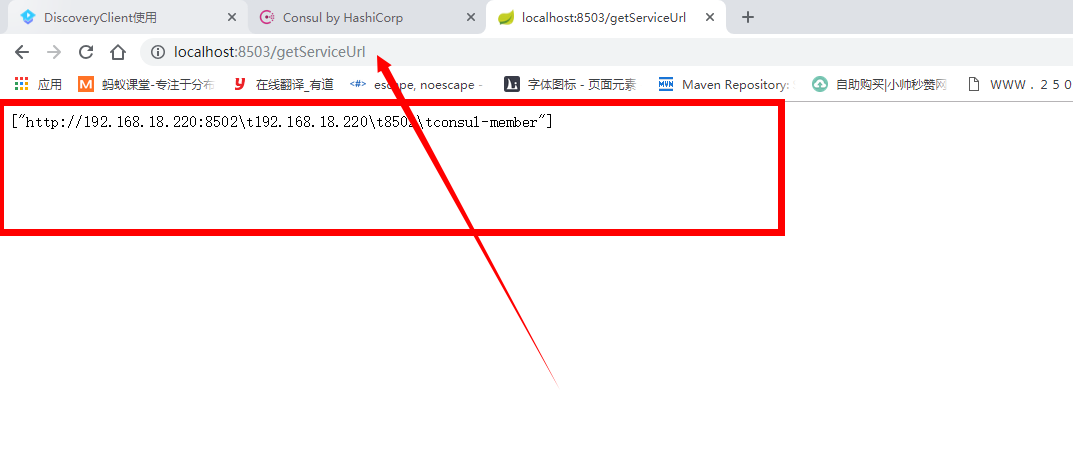 DiscoveryClient使用
Consul by HashiCorp
localhost:8503/getServiceUrl
localhost:8503/getServiceUrl
应用
蚂蚁课堂-专注于分布
在线翻译_有道
escape, noescape -
字体图标 - 页面元素
Maven Repository:
自助购买|小帅秒赞网
WWW . 2 5 0
["http://192.168.18.220:8502\t192.168.18.220\t8502\tconsul-member"]